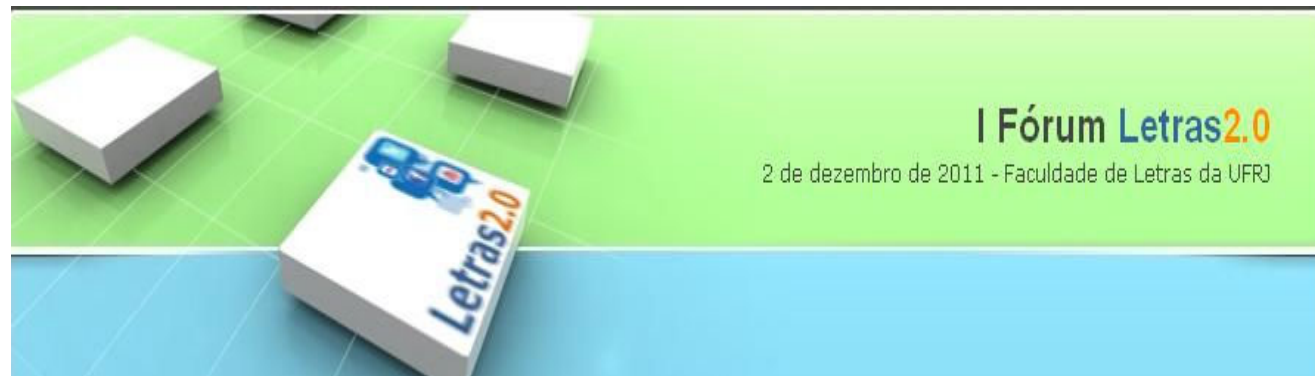 I Fórum Letras2.0
2 de dezembro de 2011 - Faculdade de Letras da UFRJ
Letras2.0